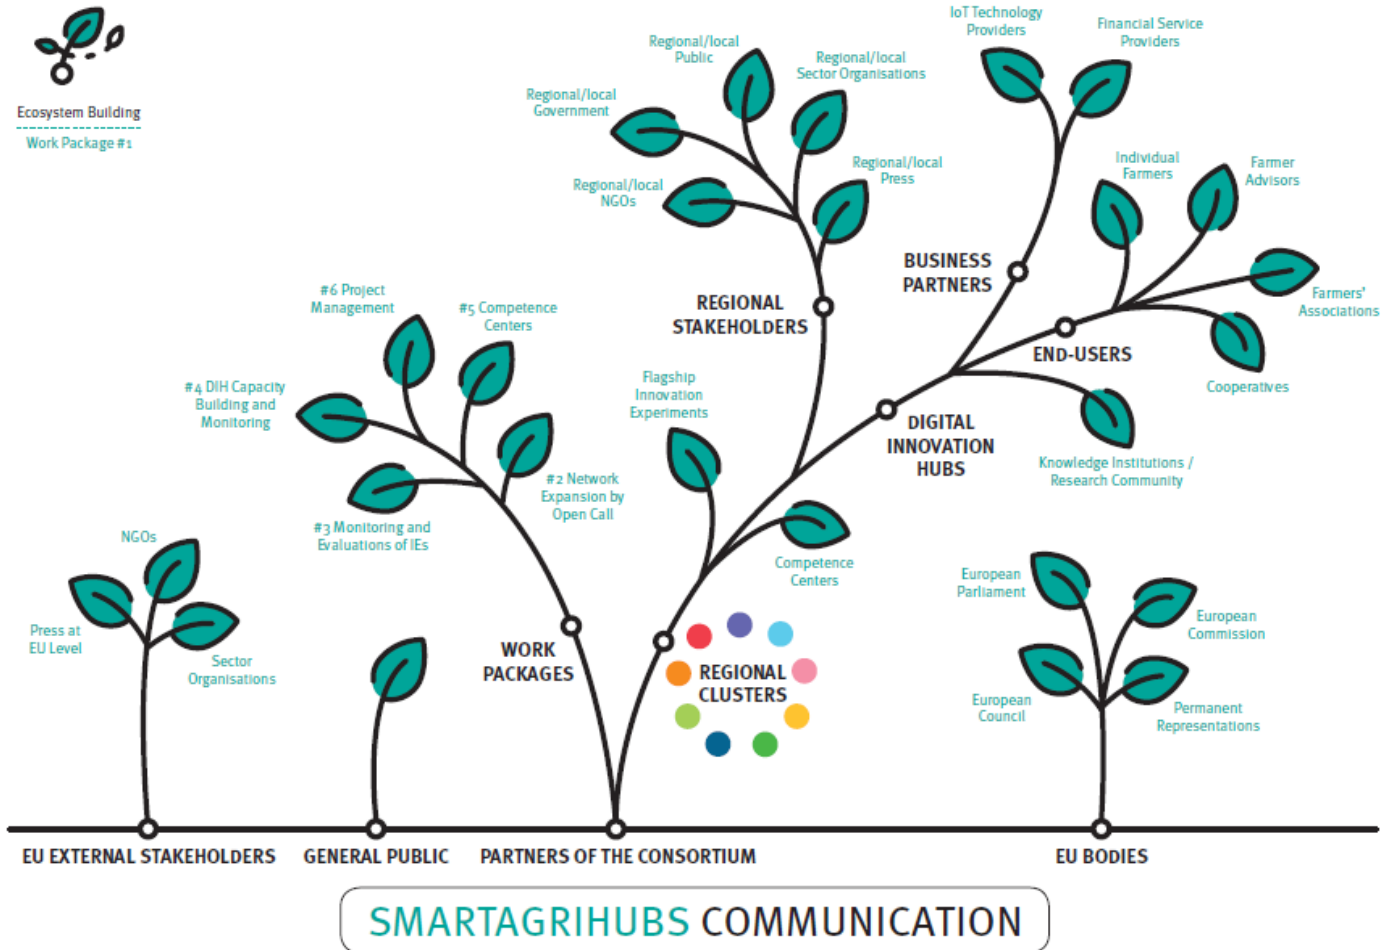 Ecosystem Building
Work Package #1
IoT Technology
Providers
Financial Service
Providers
Regional/local
Public
Regional/local
Sector Organisations
Regional/local
Government
Regional/local
Press
Regional/local
NGOs
Individual
Farmers
Farmer
Advisors
BUSINESS
PARTNERS
Farmers'
Associations
REGIONAL
STAKEHOLDERS
END-USERS
Cooperatives
#6 Project
Management
#5 Competence
Centers
#4 DIH Capacity
Building and
Monitoring
Flagship
Innovation
Experiments
DIGITAL
INNOVATION
HUBS
Knowledge Institutions /
Research Community
#2 Network
Expansion by
Open Call
#3 Monitoring and
Evaluations of IEs
NGOs
Press at
EU Level
Sector
Organisations
Competence
Centers
WORK
PACKAGES
REGIONAL
CLUSTERS
European
Parliament
European
Commission
European
Council
Permanent
Representations
EU EXTERNAL STAKEHOLDERS
GENERAL PUBLIC
PARTNERS OF THE CONSORTIUM
EU BODIES
SMARTAGRIHUBS COMMUNICATION